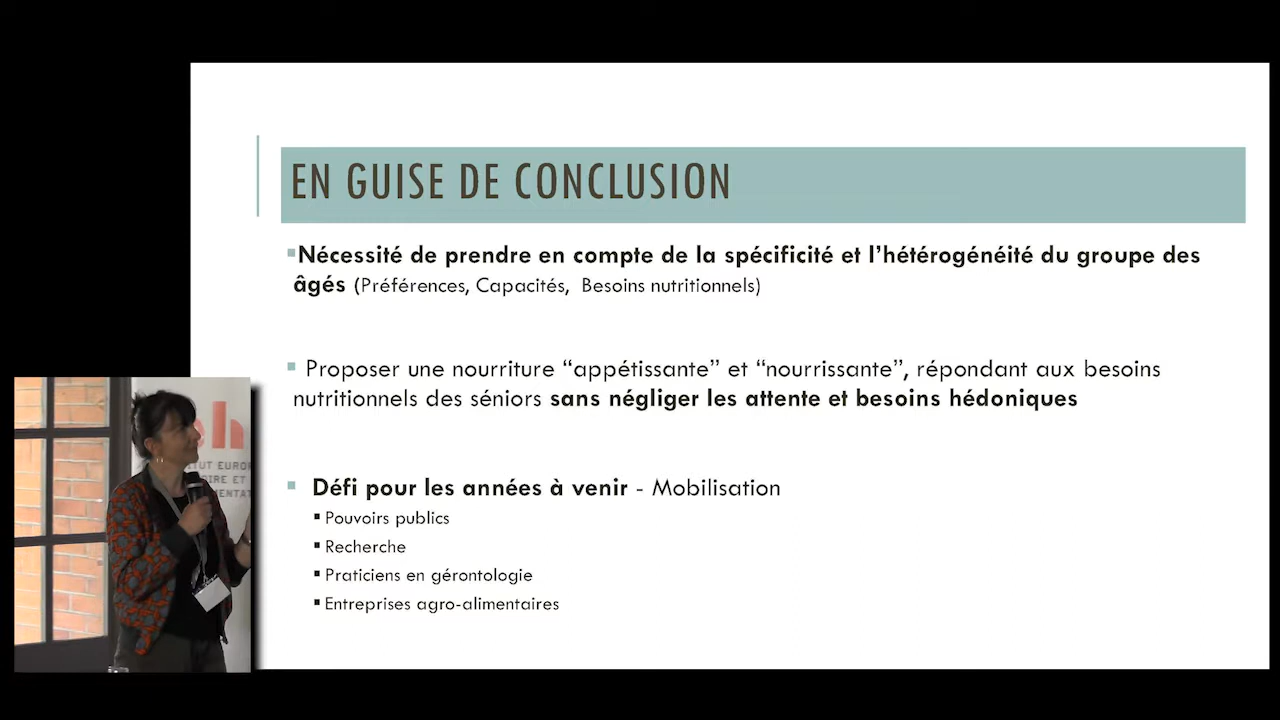 EN GUISE DE CONCLUSION
▪Nécessité de prendre en compte de la spécificité et l’hétérogénéité du groupe des
âgés (Préférences, Capacités, Besoins nutritionnels)
▪ Proposer une nourriture “appétissante” et “nourrissante”, répondant aux besoins
nutritionnels des séniors sans négliger les attente et besoins hédoniques
▪ Défi pour les années à venir - Mobilisation
▪ Pouvoirs publics
▪ Recherche
▪ Praticiens en gérontologie
▪ Entreprises agro-alimentaires